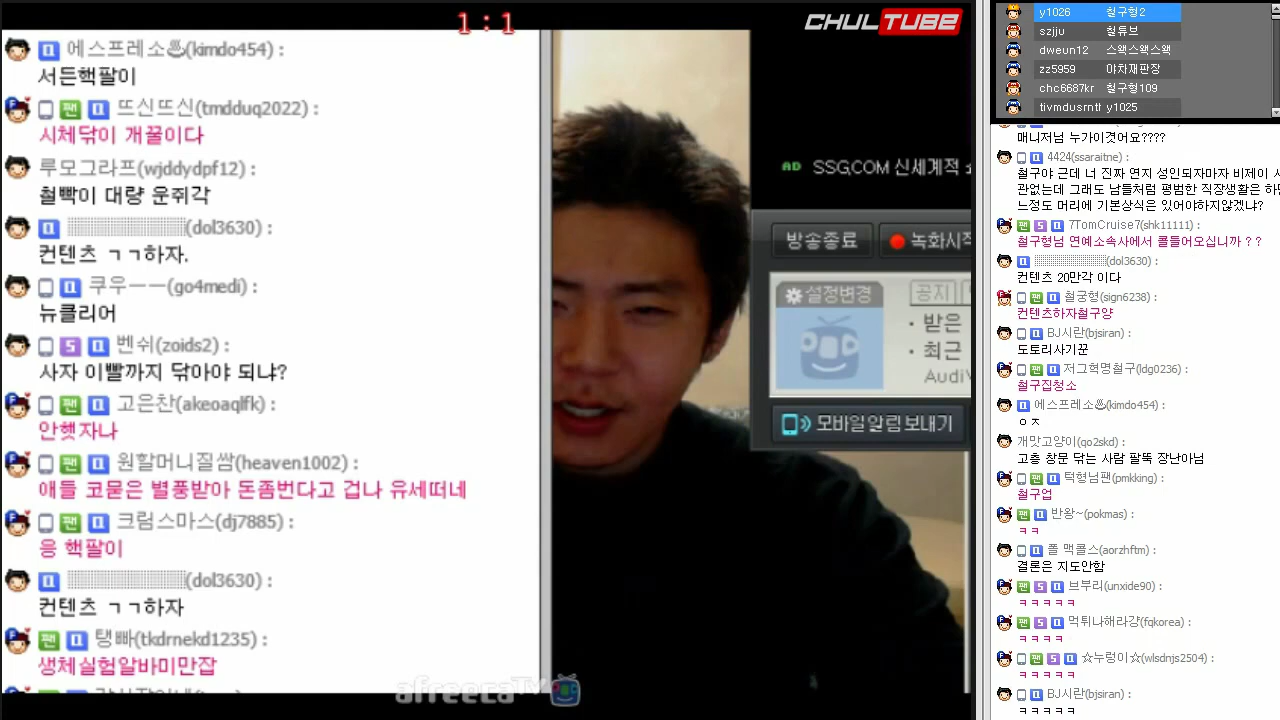 1 : 1
CHULTUBE
에스프레소♨(kimdo454) :
서든핵팔이
뜨신뜨신(tmdduq2022) :
시체닦이 개꿀이다
루모그라프(wjddydpf12) :
철빡이 대량 운쥐각
(dol3630) :
컨텐츠 ㄱㄱ하자.
쿠우ㅡㅡ(go4medi) :
뉴클리어
벤쉬(zoids2) :
사자 이빨까지 닦아야 되냐?
고은찬(akeoaqlfk) :
안햇자나
원할머니질쌈(heaven1002) :
애들 코묻은 별풍받아 돈좀번다고 겁나 유세떠네
크림스마스(dj7885) :
응 핵팔이
(dol3630) :
컨텐츠 ㄱㄱ하자
탱빠(tkdrnekd1235) :
생체실험알바미만잡
afreecaTV
AD SSG.COM 신세계적
방송종료
녹화시작
설정변경
공지
· 받은
· 최근
모바일알림보내기
y1026 철구형2
szjju 철튜브
dweun12 스왝스왝스왝
zz5959 아차재판장
chc6687kr 철구형109
tivmdusrntl y1025
매니저님 누가이겻어요????
4424(ssaraitne) :
철구야 근데 너 진짜 연지 성인되자마자 비제이 시
관없는데 그래도 남들처럼 평범한 직장생활은 하
느정도 머리에 기본상식은 있어야하지않겠냐?
7TomCruise7(shk11111) :
철구형님 연예소속사에서 콜들어오십니까 ? ?
(dol3630) :
컨텐츠 20만각 이다
철궁형(sign6238) :
컨텐츠하자철구양
BJ시란(bjsiran) :
도토리사기꾼
저그혁명철구(ldg0236) :
철구집청소
에스프레소♨(kimdo454) :
ㅇㅈ
개맛고양이(qo2skd) :
고층 창문 닦는 사람 팔뚝 장난아님
턱형님팬(pmkking) :
철구업
반왕~(pokmas) :
ㅋㅋ
폴 맥콜스(aorzhftm) :
결론은 지도안함
브부리(unxide90) :
ㅋㅋㅋㅋㅋ
먹튀나해라걍(fqkorea) :
ㅋㅋㅋㅋ
☆누렁이☆(wlsdnjs2504) :
ㅋㅋㅋㅋㅋ
BJ시란(bjsiran) :
ㅋㅋㅋㅋㅋ